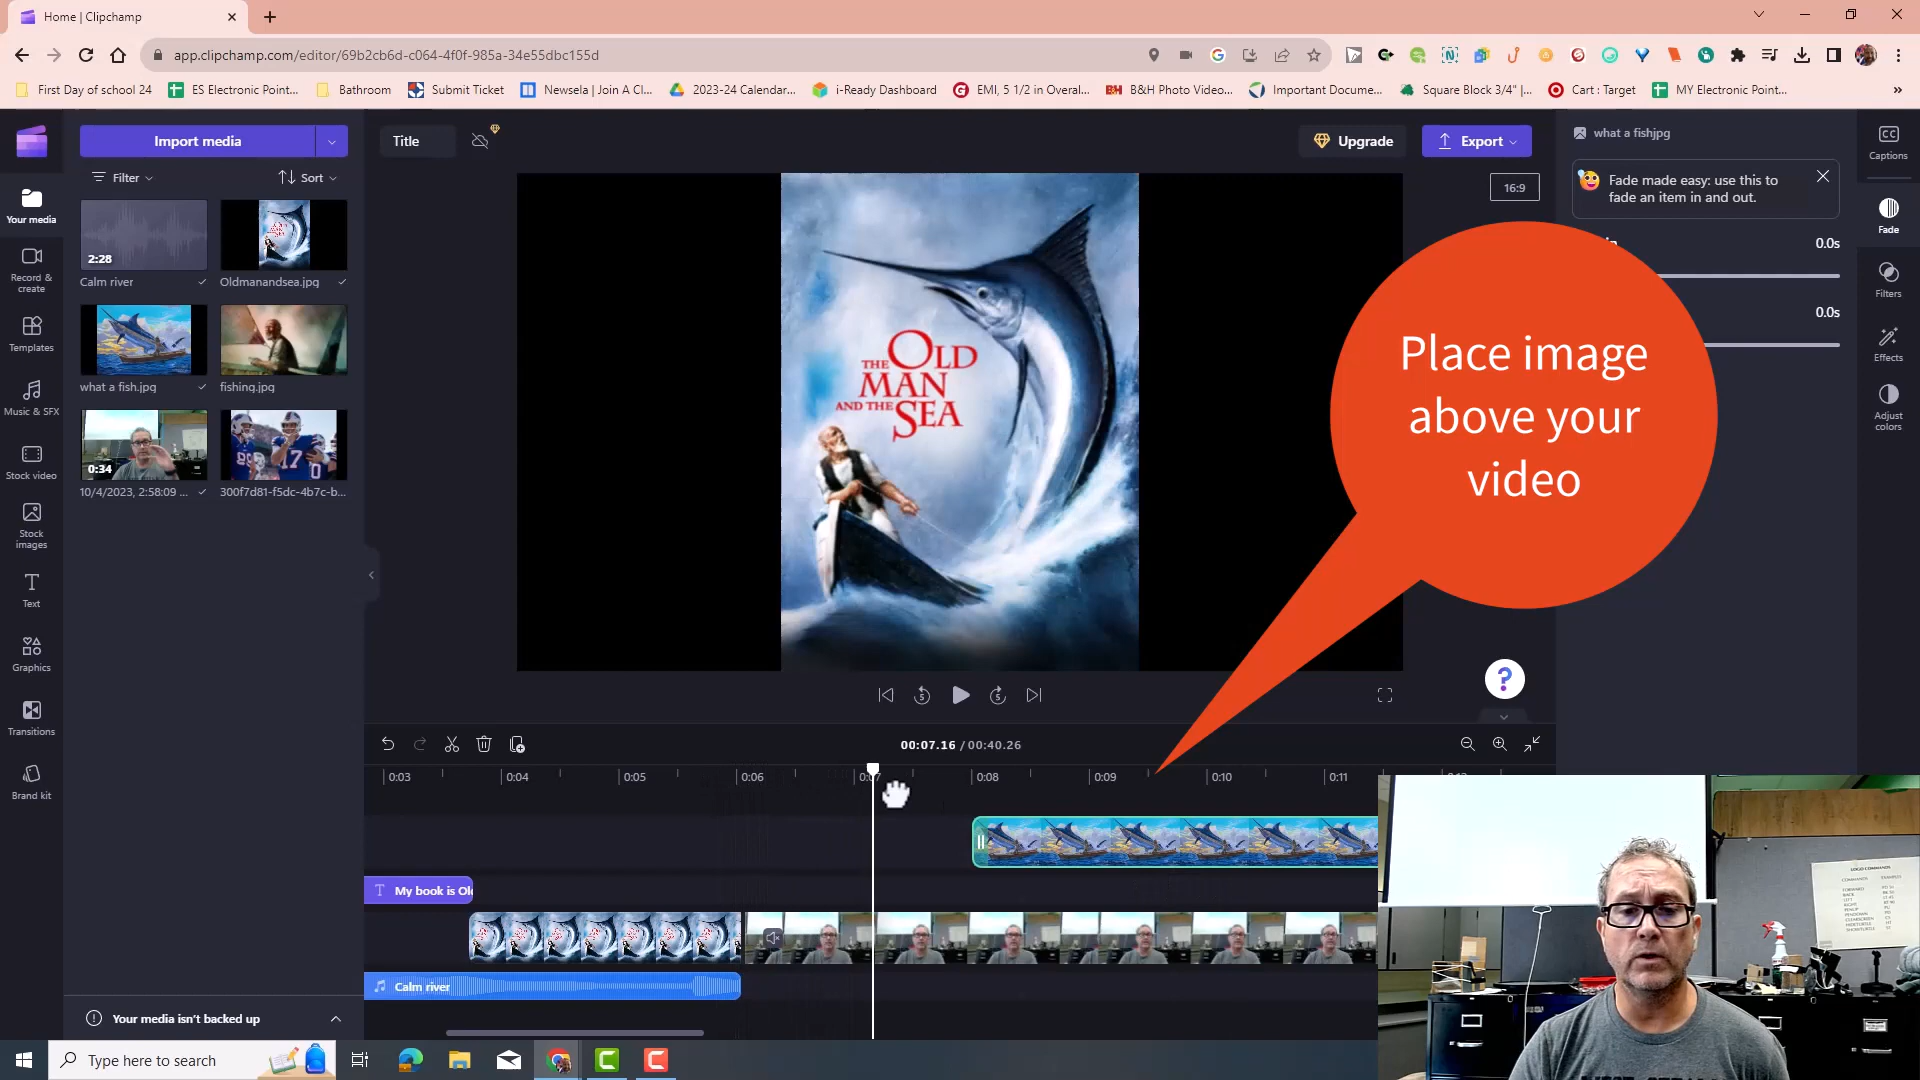 Home | Clipchamp
app.clipchamp.com/editor/69b2cb6d-c064-4f0f-985a-34e55dbc155d
First Day of school 24
ES Electronic Point...
Bathroom
Submit Ticket
Newsela | Join A Cl...
2023-24 Calendar...
i-Ready Dashboard
EMI, 5 1/2 in Overal...
B&H Photo Video...
Important Docume...
Square Block 3/4" |...
Cart : Target
MY Electronic Point...
Import media
Filter
Sort
2:28
Calm river
Oldmanandsea.jpg
what a fish.jpg
fishing.jpg
0:34
10/4/2023, 2:58:09 ...
300f7d81-f5dc-4b7c-b...
Your media
Record &
create
Templates
Music & SFX
Stock video
Stock
images
Text
Graphics
Transitions
Brand kit
Your media isn't backed up
Title
Upgrade
Export
16:9
THE OLD
MAN
AND THE SEA
Place image
above your
video
what a fishjpg
Fade made easy: use this to
fade an item in and out.
0.0s
0.0s
CC
Captions
Fade
Filters
Effects
Adjust
colors
5
5
?
00:07.16 / 00:40.26
0:03
0:04
0:05
0:06
0:07
0:08
0:09
0:10
0:11
My book is Ol
Calm river
Type here to search
LOGO COMMANDS